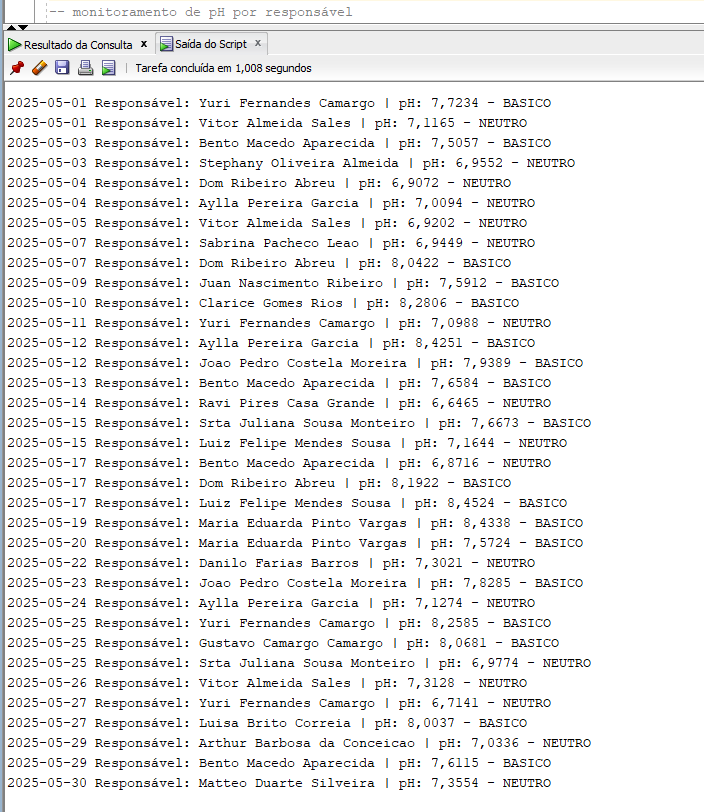 -- monitoramento de pH por responsável
Resultado da Consulta x Saída do Script x
Tarefa concluída em 1,008 segundos
2025-05-01 Responsável: Yuri Fernandes Camargo | pH: 7,7234 - BASICO
2025-05-01 Responsável: Vitor Almeida Sales | pH: 7,1165 - NEUTRO
2025-05-03 Responsável: Bento Macedo Aparecida | pH: 7,5057 - BASICO
2025-05-03 Responsável: Stephany Oliveira Almeida | pH: 6,9552 - NEUTRO
2025-05-04 Responsável: Dom Ribeiro Abreu | pH: 6,9072 - NEUTRO
2025-05-04 Responsável: Aylla Pereira Garcia | pH: 7,0094 - NEUTRO
2025-05-05 Responsável: Vitor Almeida Sales | pH: 6,9202 - NEUTRO
2025-05-07 Responsável: Sabrina Pacheco Leao | pH: 6,9449 - NEUTRO
2025-05-07 Responsável: Dom Ribeiro Abreu | pH: 8,0422 - BASICO
2025-05-09 Responsável: Juan Nascimento Ribeiro | pH: 7,5912 - BASICO
2025-05-10 Responsável: Clarice Gomes Rios | pH: 8,2806 - BASICO
2025-05-11 Responsável: Yuri Fernandes Camargo | pH: 7,0988 - NEUTRO
2025-05-12 Responsável: Aylla Pereira Garcia | pH: 8,4251 - BASICO
2025-05-12 Responsável: Joao Pedro Costela Moreira | pH: 7,9389 - BASICO
2025-05-13 Responsável: Bento Macedo Aparecida | pH: 7,6584 - BASICO
2025-05-14 Responsável: Ravi Pires Casa Grande | pH: 6,6465 - NEUTRO
2025-05-15 Responsável: Srta Juliana Sousa Monteiro | pH: 7,6673 - BASICO
2025-05-15 Responsável: Luiz Felipe Mendes Sousa | pH: 7,1644 - NEUTRO
2025-05-17 Responsável: Bento Macedo Aparecida | pH: 6,8716 - NEUTRO
2025-05-17 Responsável: Dom Ribeiro Abreu | pH: 8,1922 - BASICO
2025-05-17 Responsável: Luiz Felipe Mendes Sousa | pH: 8,4524 - BASICO
2025-05-19 Responsável: Maria Eduarda Pinto Vargas | pH: 8,4338 - BASICO
2025-05-20 Responsável: Maria Eduarda Pinto Vargas | pH: 7,5724 - BASICO
2025-05-22 Responsável: Danilo Farias Barros | pH: 7,3021 - NEUTRO
2025-05-23 Responsável: Joao Pedro Costela Moreira | pH: 7,8285 - BASICO
2025-05-24 Responsável: Aylla Pereira Garcia | pH: 7,1274 - NEUTRO
2025-05-25 Responsável: Yuri Fernandes Camargo | pH: 8,2585 - BASICO
2025-05-25 Responsável: Gustavo Camargo Camargo | pH: 8,0681 - BASICO
2025-05-25 Responsável: Srta Juliana Sousa Monteiro | pH: 6,9774 - NEUTRO
2025-05-26 Responsável: Vitor Almeida Sales | pH: 7,3128 - NEUTRO
2025-05-27 Responsável: Yuri Fernandes Camargo | pH: 6,7141 - NEUTRO
2025-05-27 Responsável: Luisa Brito Correia | pH: 8,0037 - BASICO
2025-05-29 Responsável: Arthur Barbosa da Conceicao | pH: 7,0336 - NEUTRO
2025-05-29 Responsável: Bento Macedo Aparecida | pH: 7,6115 - BASICO
2025-05-30 Responsável: Matteo Duarte Silveira | pH: 7,3554 - NEUTRO